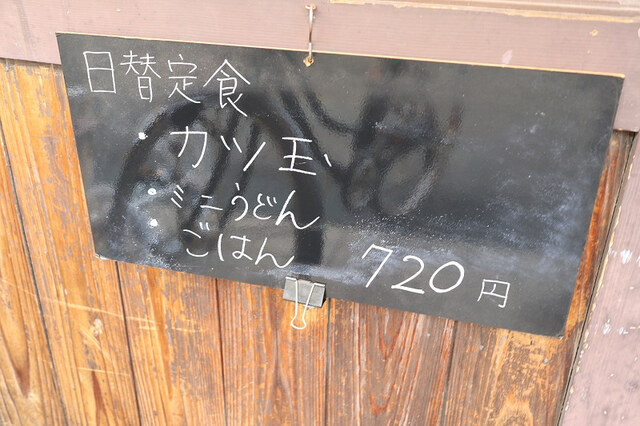 日替定食
・カツ玉
・ミニうどん
・ごはん
720円